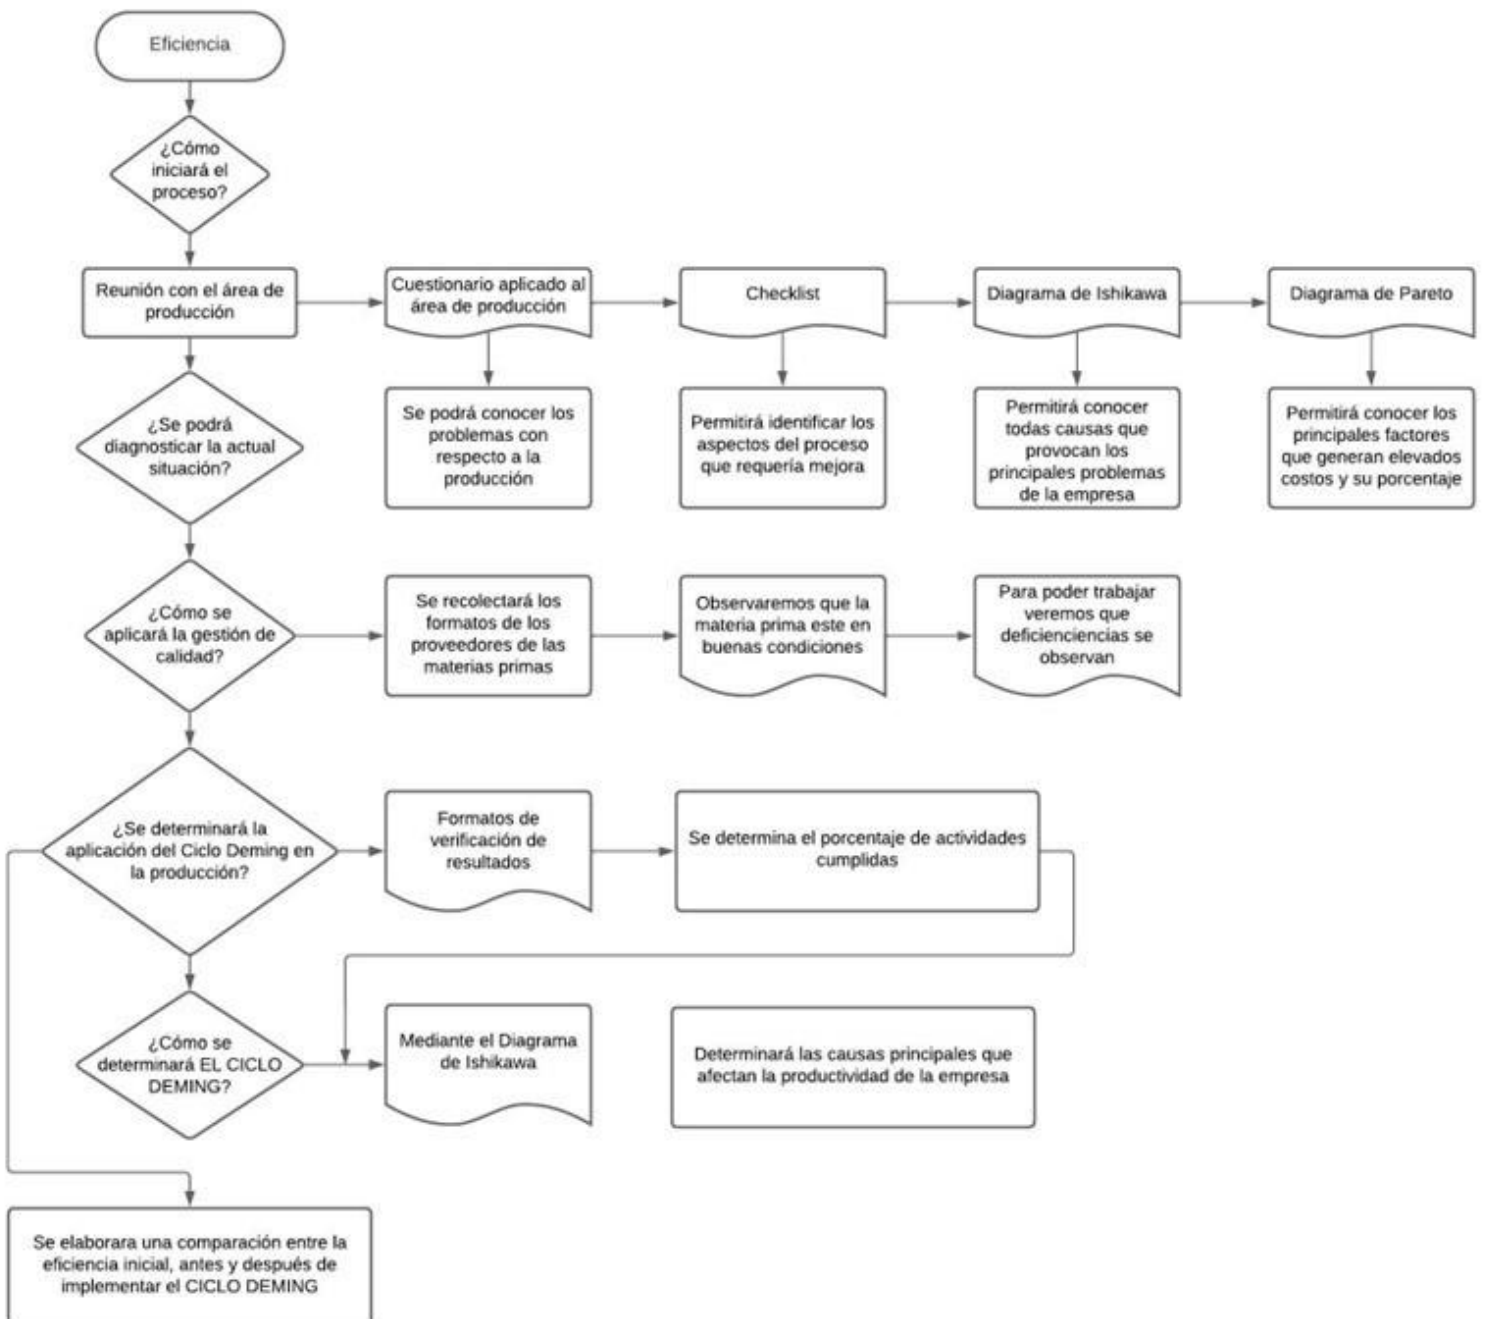 Eficiencia
¿Cómo
iniciará el
proceso?
Reunión con el área de
producción
Cuestionario aplicado al
área de producción
Checklist
Diagrama de Ishikawa
Diagrama de Pareto
¿Se podrá
diagnosticar la actual
situación?
Se podrá conocer los
problemas con
respecto a la
producción
Permitirá identificar los
aspectos del proceso
que requería mejora
Permitirá conocer
todas causas que
provocan los
principales problemas
de la empresa
Permitirá conocer los
principales factores
que generan elevados
costos y su porcentaje
¿Cómo se
aplicará la gestión de
calidad?
Se recolectará los
formatos de los
proveedores de las
materias primas
Observaremos que la
materia prima este en
buenas condiciones
Para poder trabajar
veremos que
deficienciencias se
observan
¿Se determinará la
aplicación del Ciclo Deming en
la producción?
Formatos de
verificación de
resultados
Se determina el porcentaje de actividades
cumplidas
¿Cómo se
determinará EL CICLO
DEMING?
Mediante el Diagrama
de Ishikawa
Determinará las causas principales que
afectan la productividad de la empresa
Se elaborara una comparación entre la
eficiencia inicial, antes y después de
implementar el CICLO DEMING